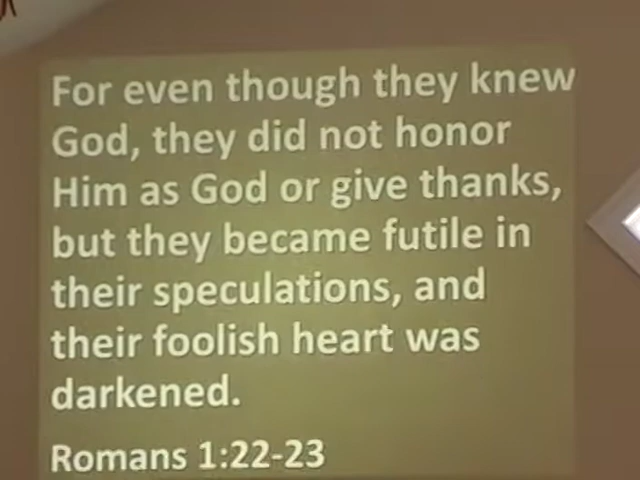 For even though they knew
God, they did not honor
Him as God or give thanks,
but they became futile in
their speculations, and
their foolish heart was
darkened.
Romans 1:22-23